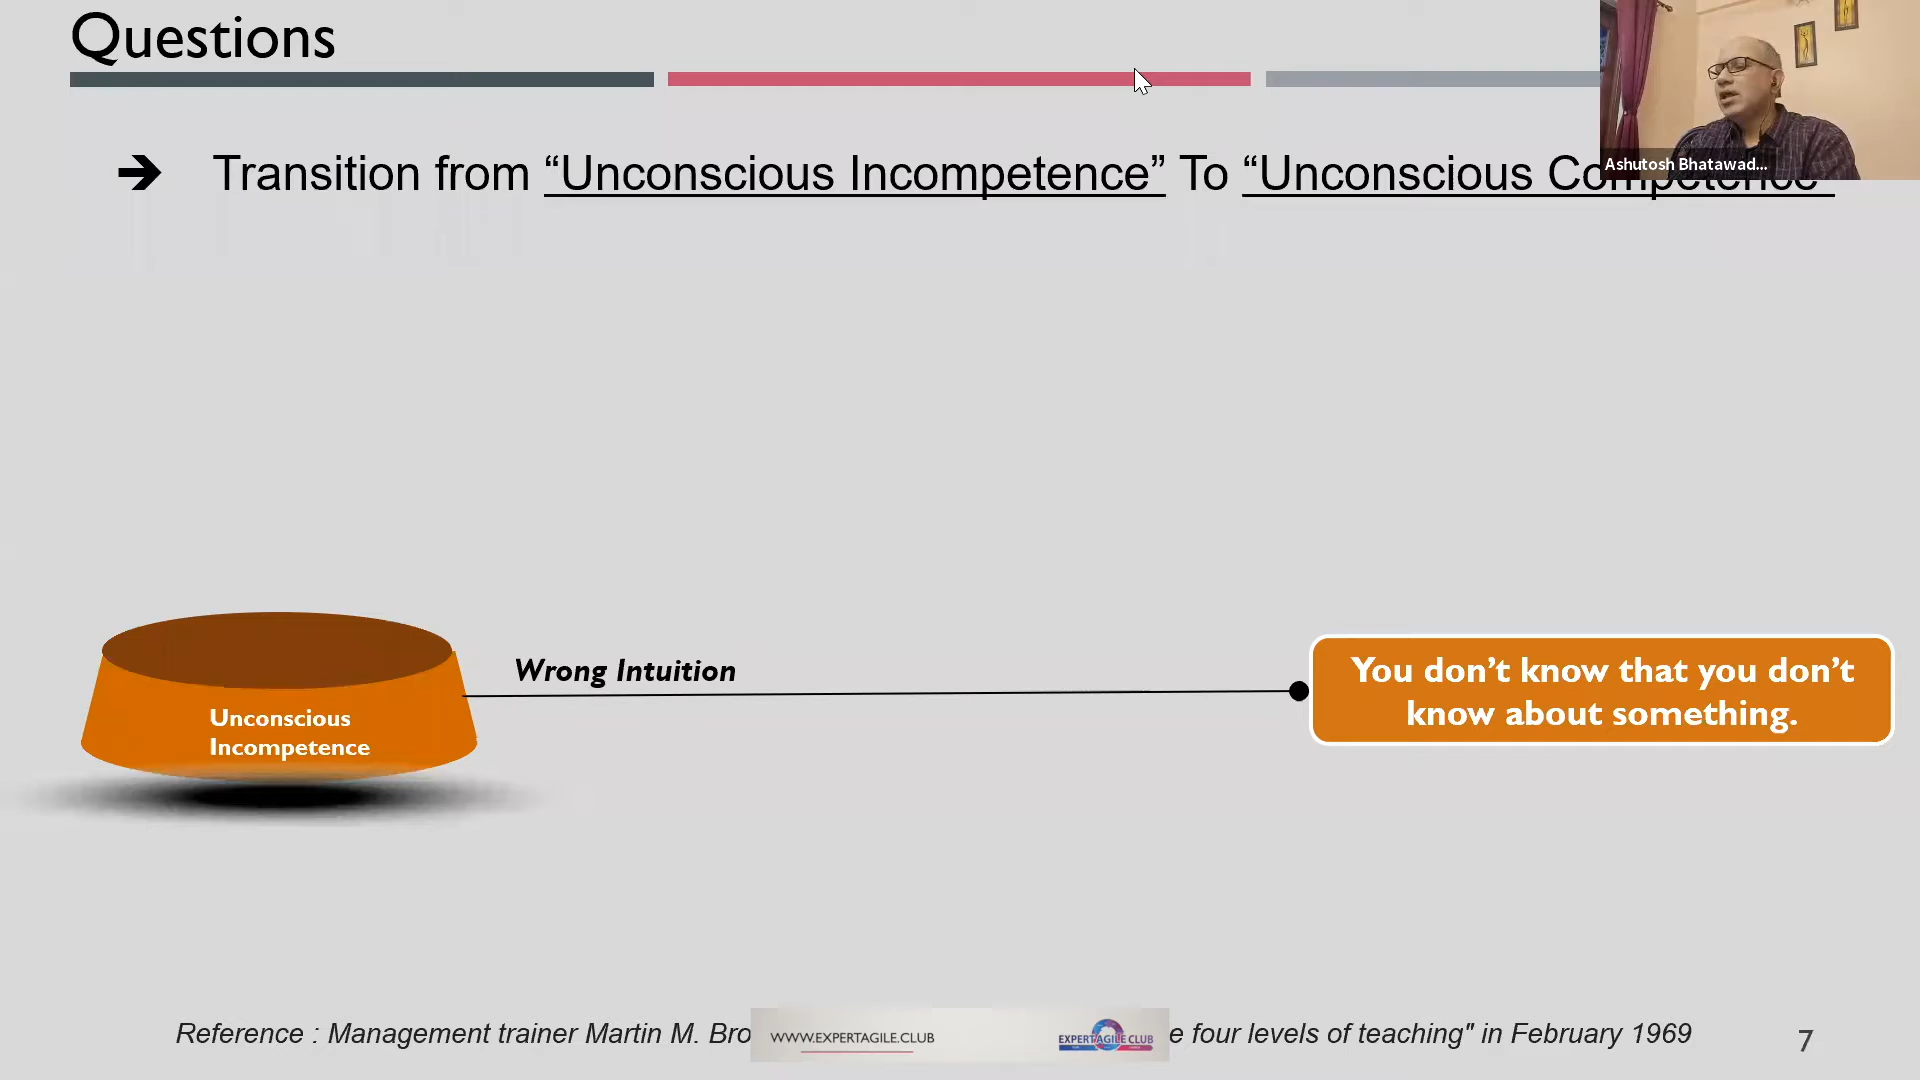 Questions
➔ Transition from “Unconscious Incompetence” To “Unconscious Competence”
Ashutosh Bhatawad...
Wrong Intuition
You don’t know that you don’t
know about something.
Unconscious
Incompetence
Reference : Management trainer Martin M. Bro
WWW.EXPERTAGILE.CLUB
EXPERTAGILE CLUB
e four levels of teaching" in February 1969
7